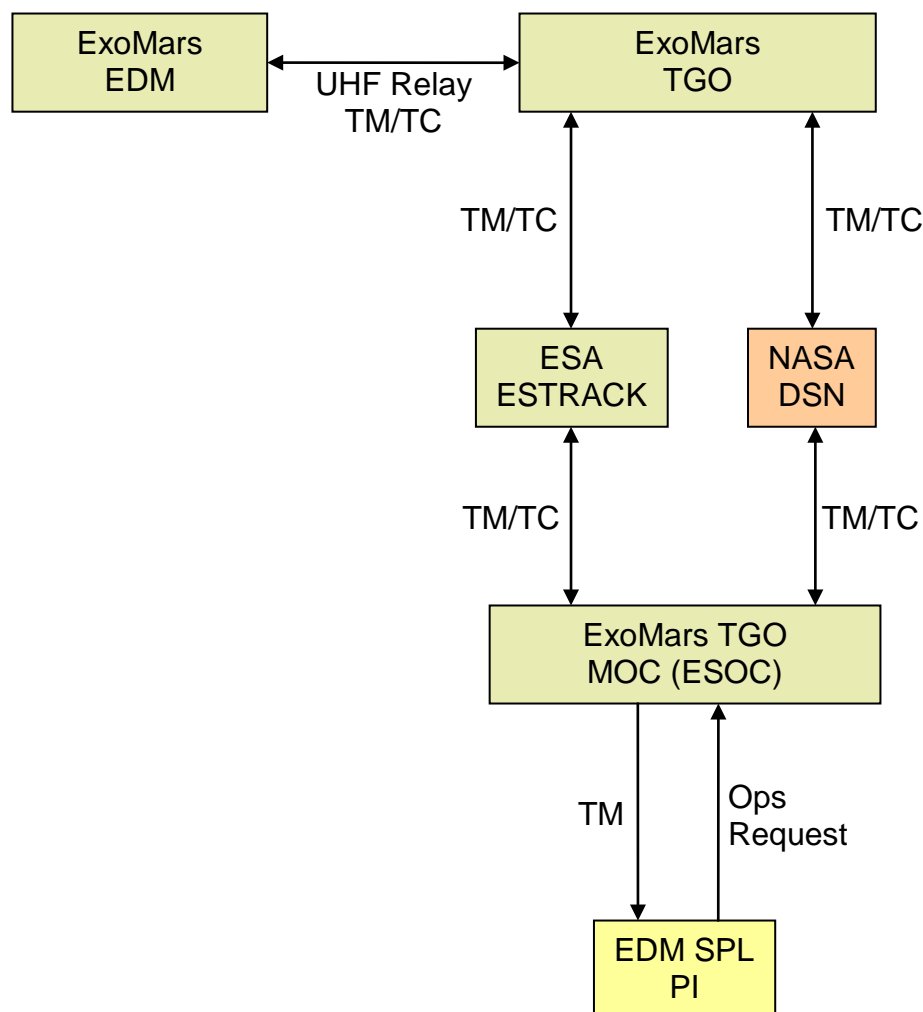 ExoMars
EDM
ExoMars
TGO
UHF Relay
TM/TC
TM/TC
TM/TC
ESA
ESTRACK
NASA
DSN
TM/TC
TM/TC
ExoMars TGO
MOC (ESOC)
TM
Ops
Request
EDM SPL
PI